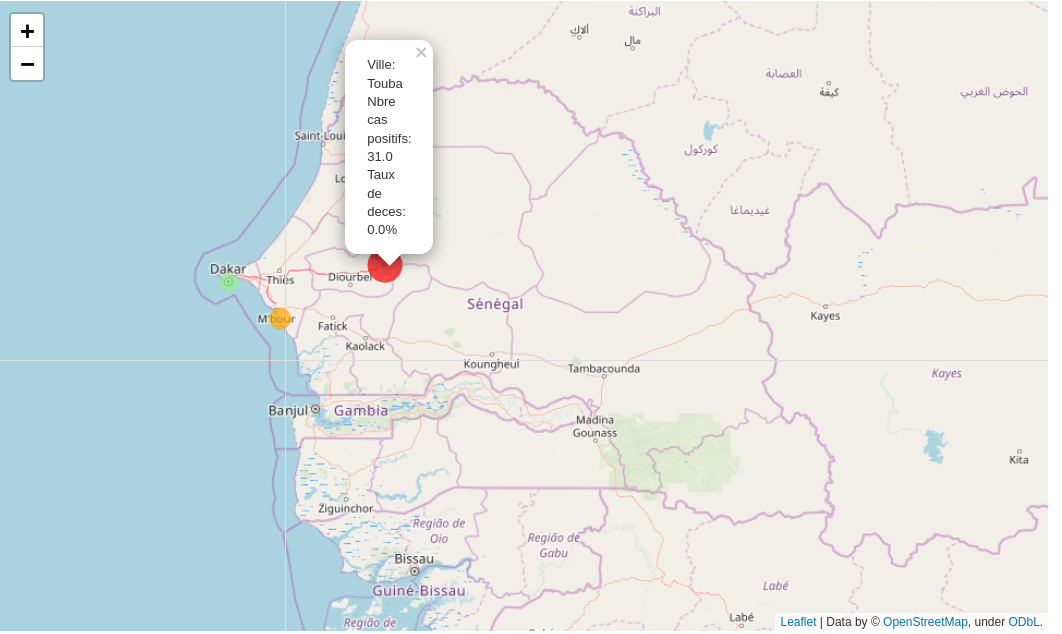 +
−
البراكنة
ألاك
مال
العصابة
كيفة
الحوض الغربي
×
Ville:
Touba
Nbre
cas
positifs:
31.0
Taux
de
deces:
0.0%
Saint-Loui
كوركول
Lo
غيديماغا
Dakar
Thiès
Diourbel
M'bour
Fatick
Sénégal
Kayes
Kaolack
Koungheul
Tambacounda
Kayes
Banjul
Gambia
Madina
Gounass
Kita
Ziguinchor
Região de
Oio
Região de
Gabu
Bissau
Guiné-Bissau
Labé
Labé
Região de
Leaflet | Data by © OpenStreetMap, under ODbL.